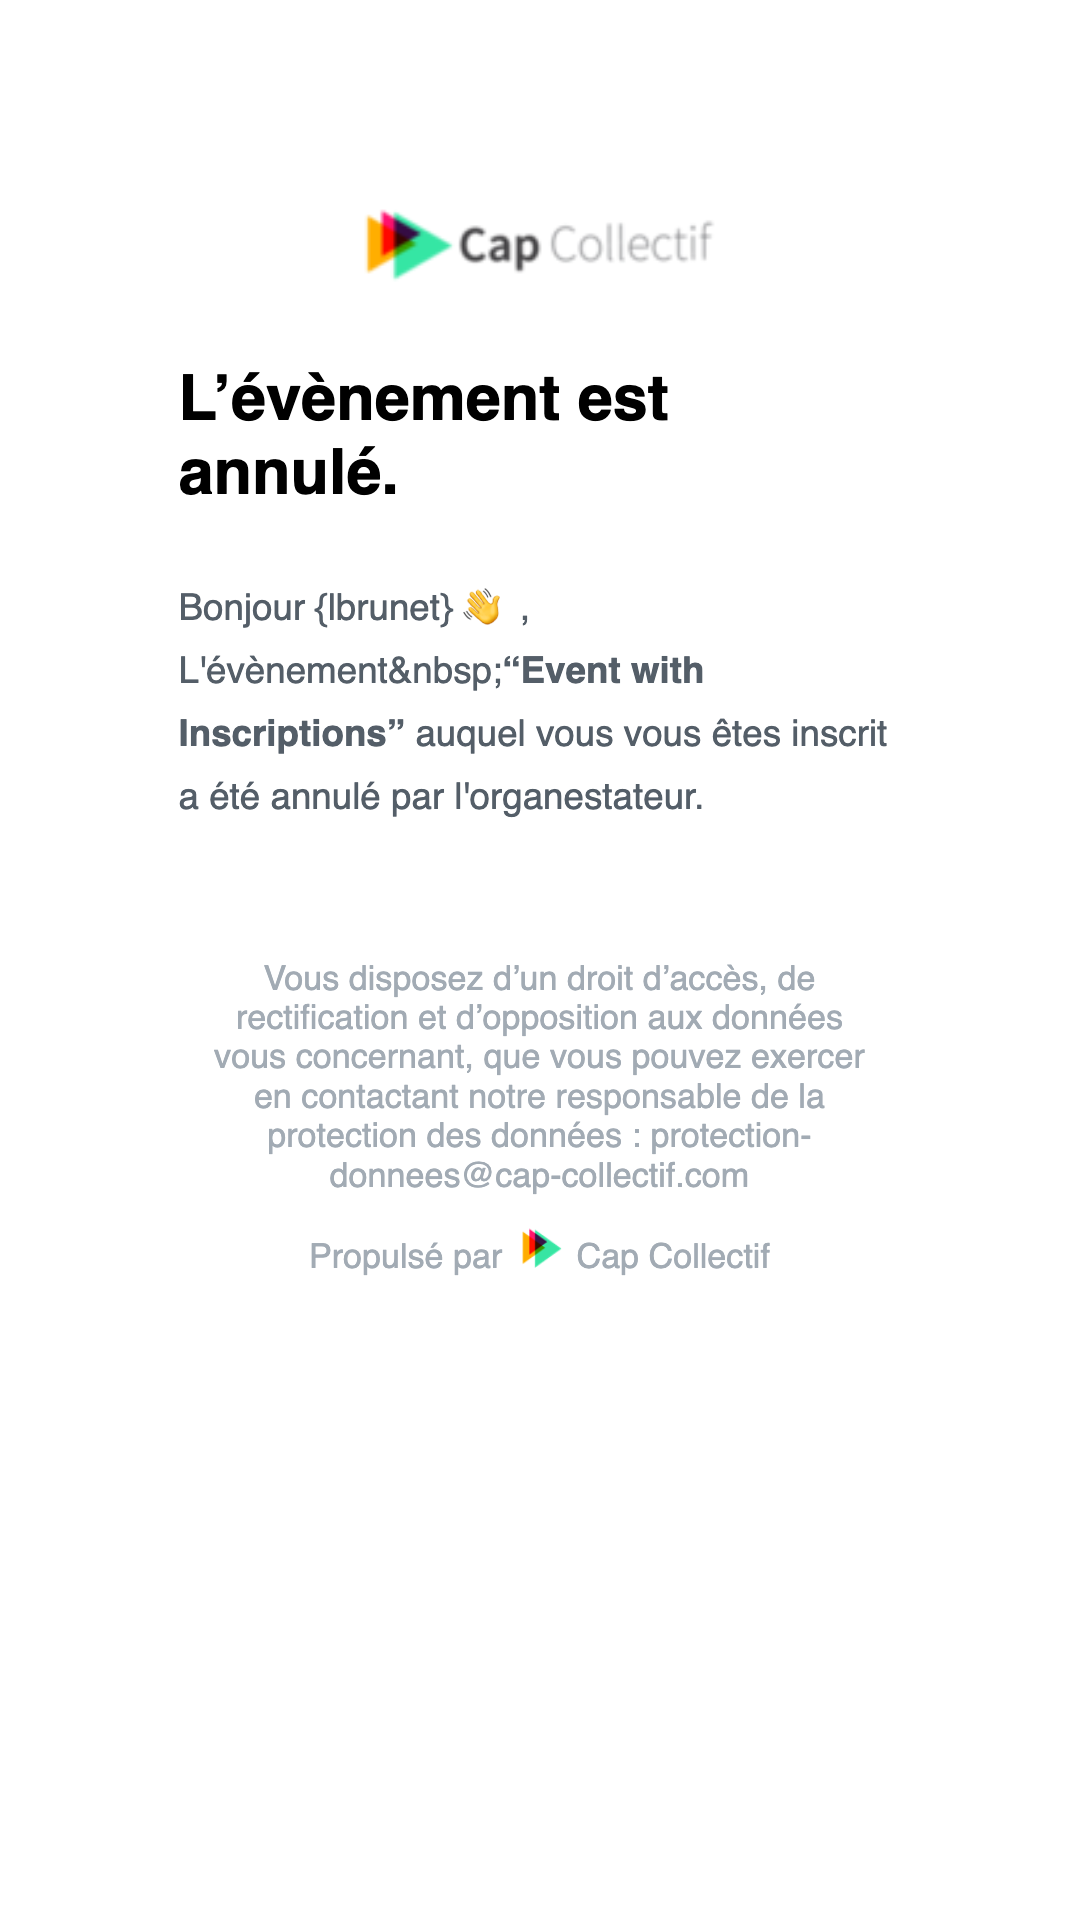 Cap Collectif
L’évènement est
annulé.
Bonjour {lbrunet} 👋 ,
L'évènement&nbsp;“Event with
Inscriptions” auquel vous vous êtes inscrit
a été annulé par l'organestateur.
Vous disposez d’un droit d’accès, de
rectification et d’opposition aux données
vous concernant, que vous pouvez exercer
en contactant notre responsable de la
protection des données : protection-
donnees@cap-collectif.com
Propulsé par Cap Collectif